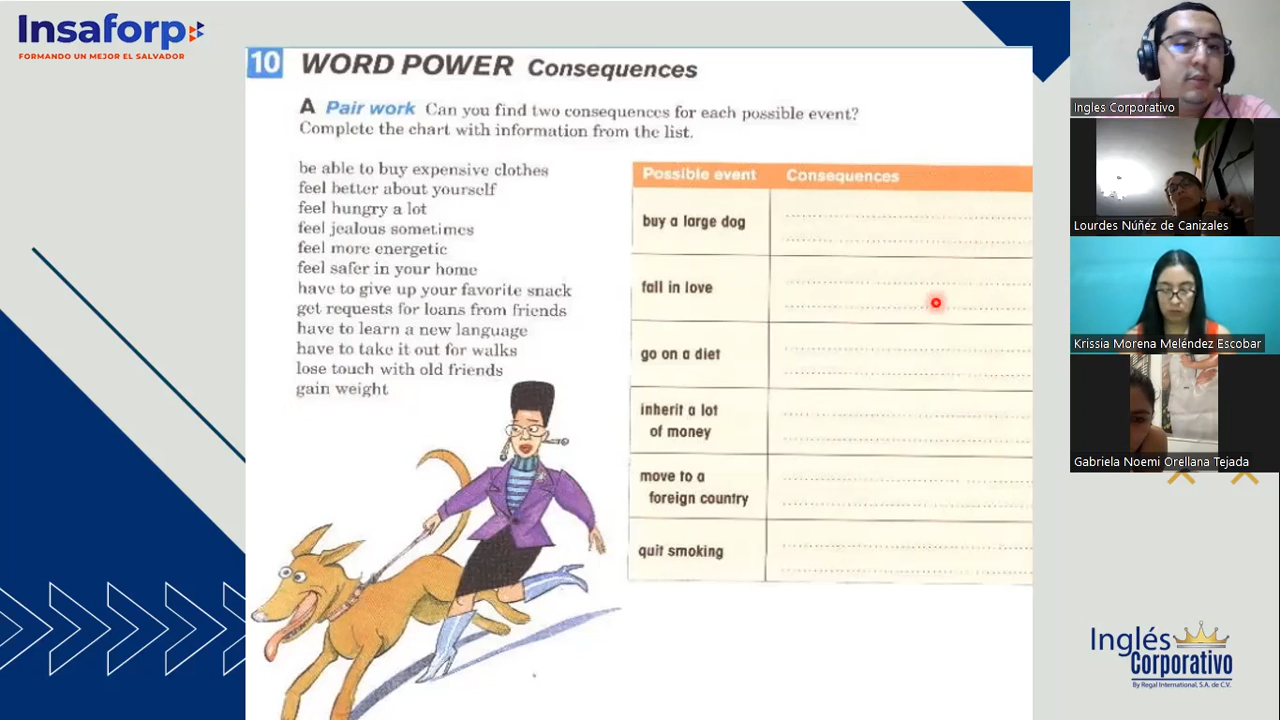 Insaforp
FORMANDO UN MEJOR EL SALVADOR
10 WORD POWER Consequences
A Pair work Can you find two consequences for each possible event?
Complete the chart with information from the list.
be able to buy expensive clothes
feel better about yourself
feel hungry a lot
feel jealous sometimes
feel more energetic
feel safer in your home
have to give up your favorite snack
get requests for loans from friends
have to learn a new language
have to take it out for walks
lose touch with old friends
gain weight
Possible event Consequences
buy a large dog
fall in love
go on a diet
inherit a lot
of money
move to a
foreign country
quit smoking
Ingles Corporativo
Lourdes Núñez de Canizales
Krissia Morena Meléndez Escobar
Gabriela Noemi Orellana Tejada
Inglés
Corporativo
By Regal International, S.A. de C.V.